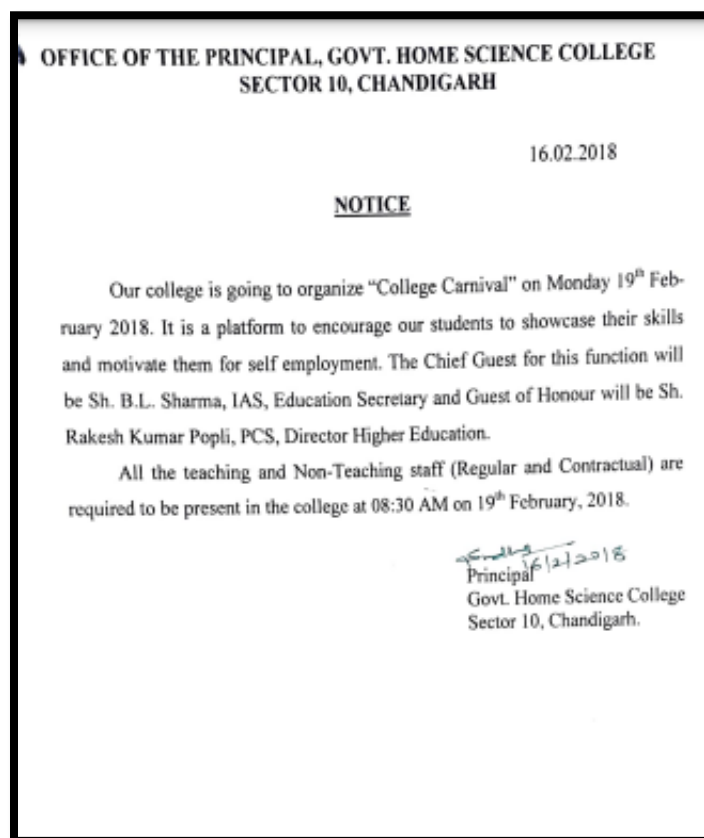 OFFICE OF THE PRINCIPAL, GOVT. HOME SCIENCE COLLEGE
SECTOR 10, CHANDIGARH
16.02.2018
NOTICE
Our college is going to organize “College Carnival” on Monday 19th Feb-
ruary 2018. It is a platform to encourage our students to showcase their skills
and motivate them for self employment. The Chief Guest for this function will
be Sh. B.L. Sharma, IAS, Education Secretary and Guest of Honour will be Sh.
Rakesh Kumar Popli, PCS, Director Higher Education.
All the teaching and Non-Teaching staff (Regular and Contractual) are
required to be present in the college at 08:30 AM on 19th February, 2018.
16/2/2018
Principal
Govt. Home Science College
Sector 10, Chandigarh.